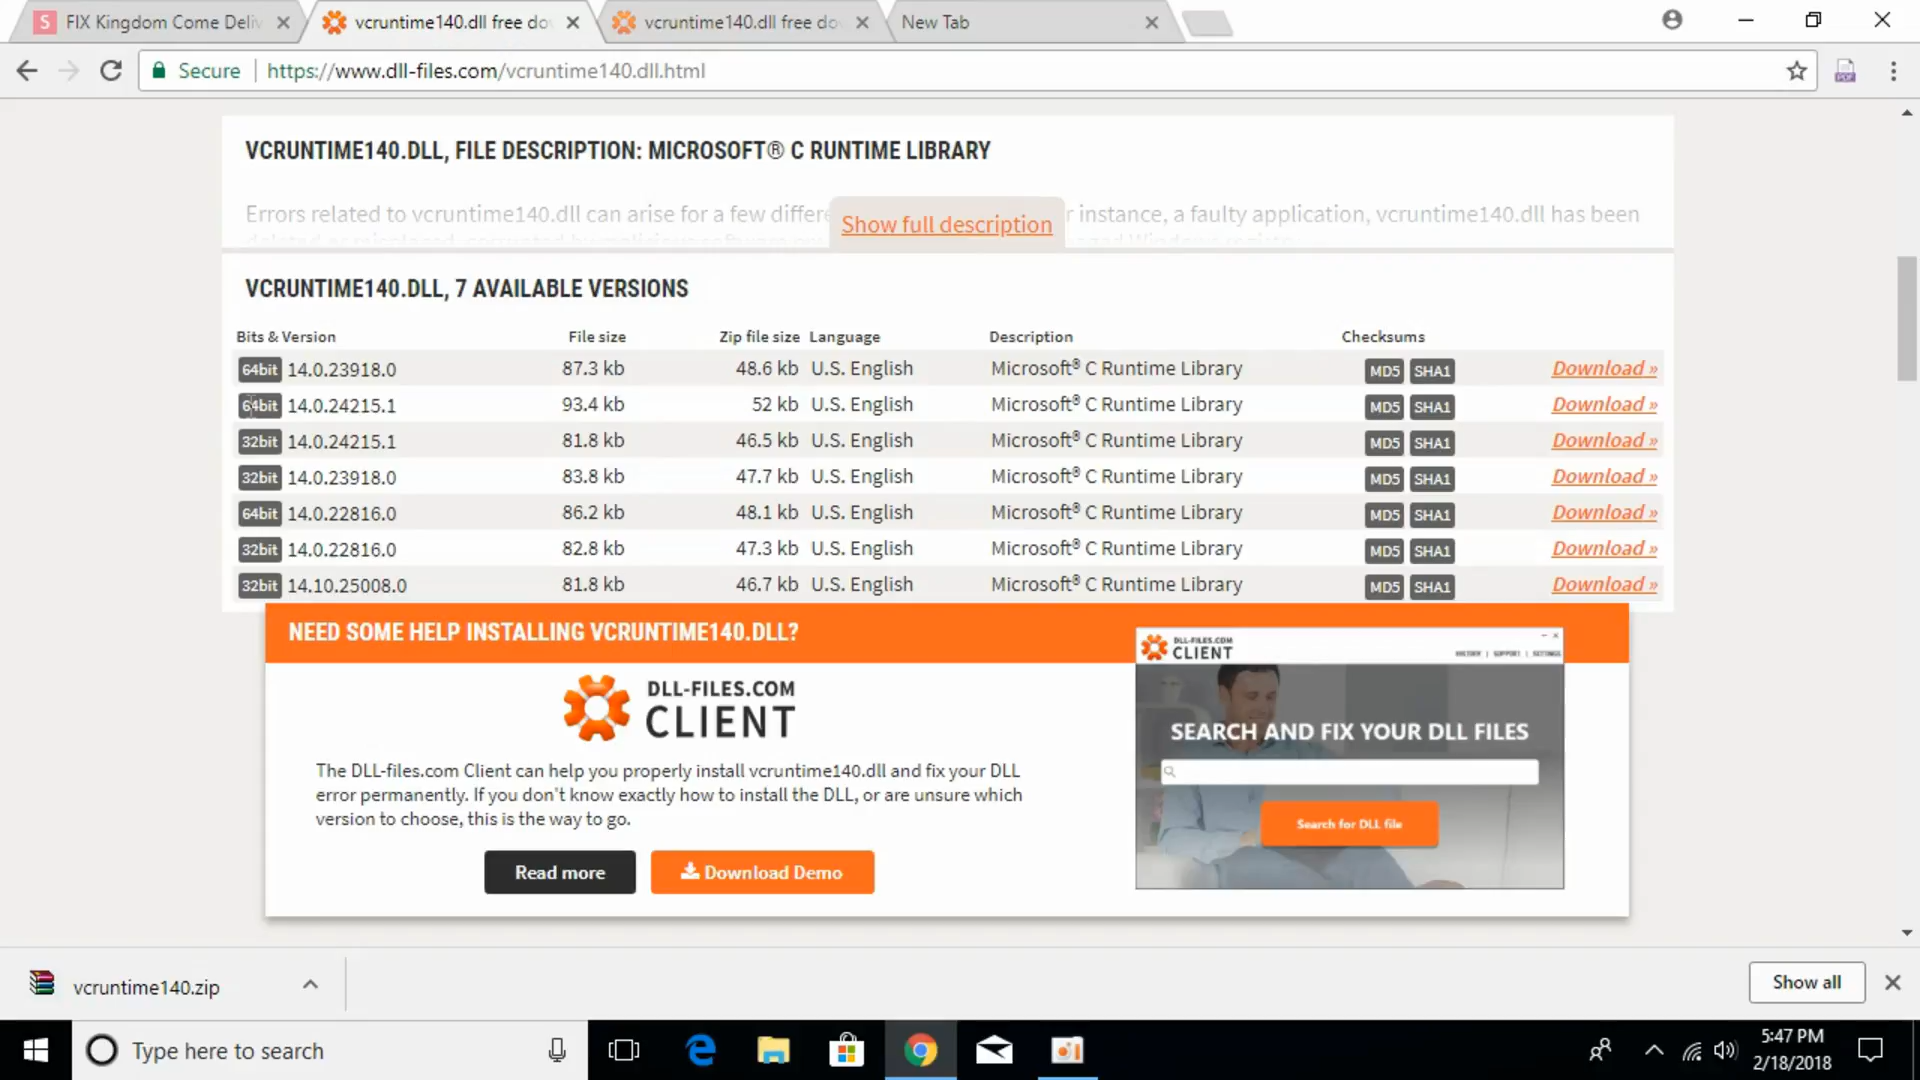 FIX Kingdom Come Deliv
vcruntime140.dll free do
vcruntime140.dll free do
New Tab
Secure
https://www.dll-files.com/vcruntime140.dll.html
VCRUNTIME140.DLL, FILE DESCRIPTION: MICROSOFT® C RUNTIME LIBRARY
Errors related to vcruntime140.dll can arise for a few differe
Show full description
r instance, a faulty application, vcruntime140.dll has been
VCRUNTIME140.DLL, 7 AVAILABLE VERSIONS
Bits & Version File size Zip file size Language Description Checksums
64bit 14.0.23918.0 87.3 kb 48.6 kb U.S. English Microsoft® C Runtime Library MD5 SHA1 Download »
64bit 14.0.24215.1 93.4 kb 52 kb U.S. English Microsoft® C Runtime Library MD5 SHA1 Download »
32bit 14.0.24215.1 81.8 kb 46.5 kb U.S. English Microsoft® C Runtime Library MD5 SHA1 Download »
32bit 14.0.23918.0 83.8 kb 47.7 kb U.S. English Microsoft® C Runtime Library MD5 SHA1 Download »
64bit 14.0.22816.0 86.2 kb 48.1 kb U.S. English Microsoft® C Runtime Library MD5 SHA1 Download »
32bit 14.0.22816.0 82.8 kb 47.3 kb U.S. English Microsoft® C Runtime Library MD5 SHA1 Download »
32bit 14.10.25008.0 81.8 kb 46.7 kb U.S. English Microsoft® C Runtime Library MD5 SHA1 Download »
NEED SOME HELP INSTALLING VCRUNTIME140.DLL?
DLL-FILES.COM
CLIENT
The DLL-files.com Client can help you properly install vcruntime140.dll and fix your DLL
error permanently. If you don't know exactly how to install the DLL, or are unsure which
version to choose, this is the way to go.
Read more
Download Demo
DLL-FILES.COM
CLIENT
HISTORY | SUPPORT | SETTINGS
SEARCH AND FIX YOUR DLL FILES
Search for DLL file
vcruntime140.zip
Show all
Type here to search
5:47 PM
2/18/2018